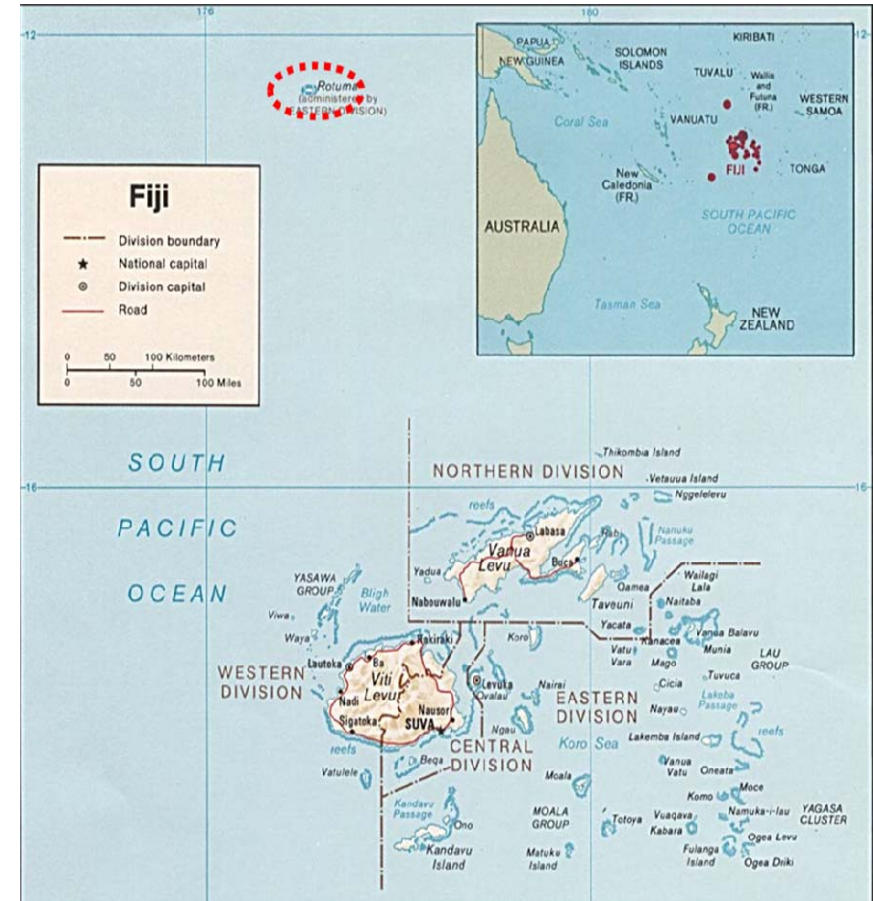 176
180
12
12
Rotuma
(administered by
EASTERN DIVISION)
PAPUA
NEW GUINEA
SOLOMON
ISLANDS
KIRIBATI
TUVALU
Wallis
and
Futuna
(FR.)
WESTERN
SAMOA
Coral Sea
VANUATU
FIJI
TONGA
New
Caledonia
(FR.)
AUSTRALIA
SOUTH PACIFIC
OCEAN
Tasman Sea
NEW
ZEALAND
Fiji
Division boundary
National capital
Division capital
Road
0 50 100 Kilometers
0 50 100 Miles
SOUTH
PACIFIC
OCEAN
16
16
NORTHERN DIVISION
Thikombia Island
Vetauua Island
Nggeleleru
reefs
Labasa
Rabi
Nanuku
Passage
Vanua
Levu
Buca
Yadua
Nabouwalu
Qamea
Taveuni
Wailagi
Lala
Naitaba
YASAWA
GROUP
Bligh
Water
Viwa
Waya
Yacata
Kanacea
Vanua Balavu
Rakiraki
Koro
Vatu
Vara
Mago
Munia
LAU
GROUP
Lautoka
Ba
WESTERN
DIVISION
Viti
Levu
Levuka
Ovalau
Nairai
EASTERN
DIVISION
Cicia
Tuvuca
Lakeba
Passage
Nadi
Nausor
Nayau
Sigatoka
SUVA
Ngau
reefs
CENTRAL
DIVISION
Koro Sea
Lakemba Island
reefs
Beqa
Vatulele
Moala
Vanua
Vatu
Oneata
Kandavu
Passage
Ono
MOALA
GROUP
Totoya
Komo
Moce
Vuaqava
Namuka-i-lau
YAGASA
CLUSTER
Kabara
Kandavu
Island
Matuku
Island
Fulanga
Island
Ogea Levu
Ogea Driki